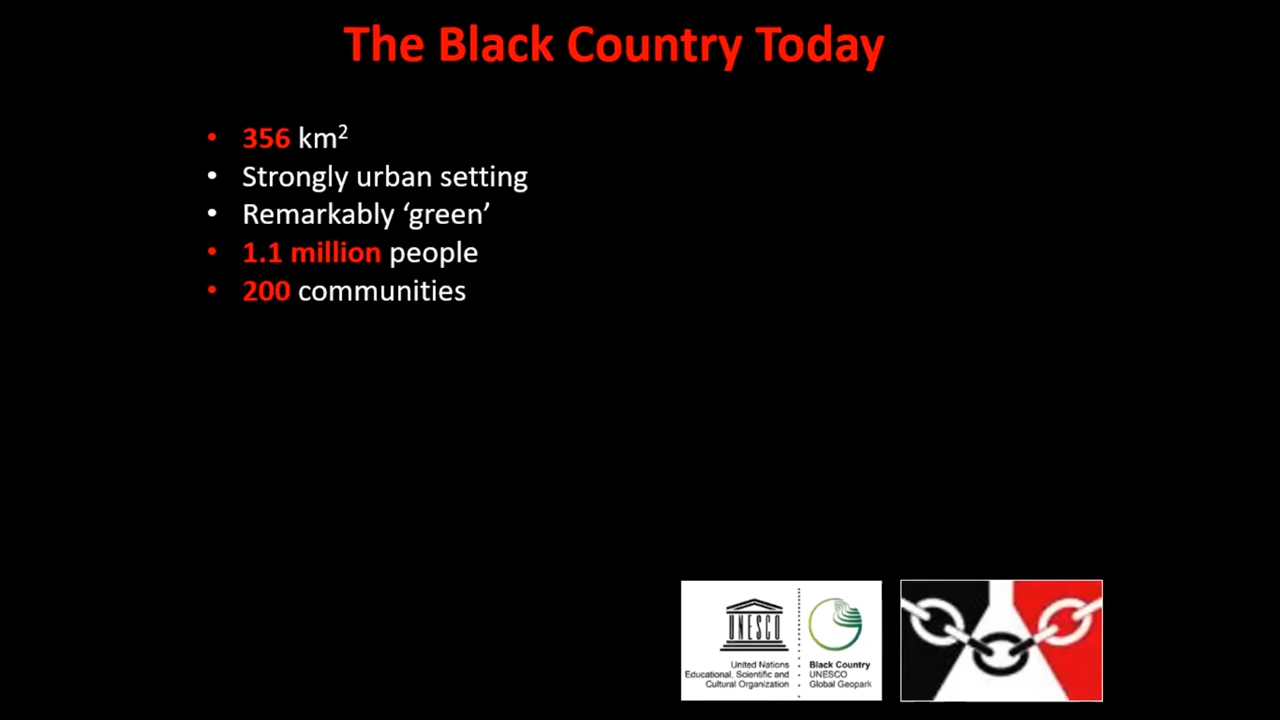 The Black Country Today
• 356 km²
• Strongly urban setting
• Remarkably ‘green’
• 1.1 million people
• 200 communities
UNESCO
United Nations
Educational, Scientific and
Cultural Organization
Black Country
UNESCO
Global Geopark